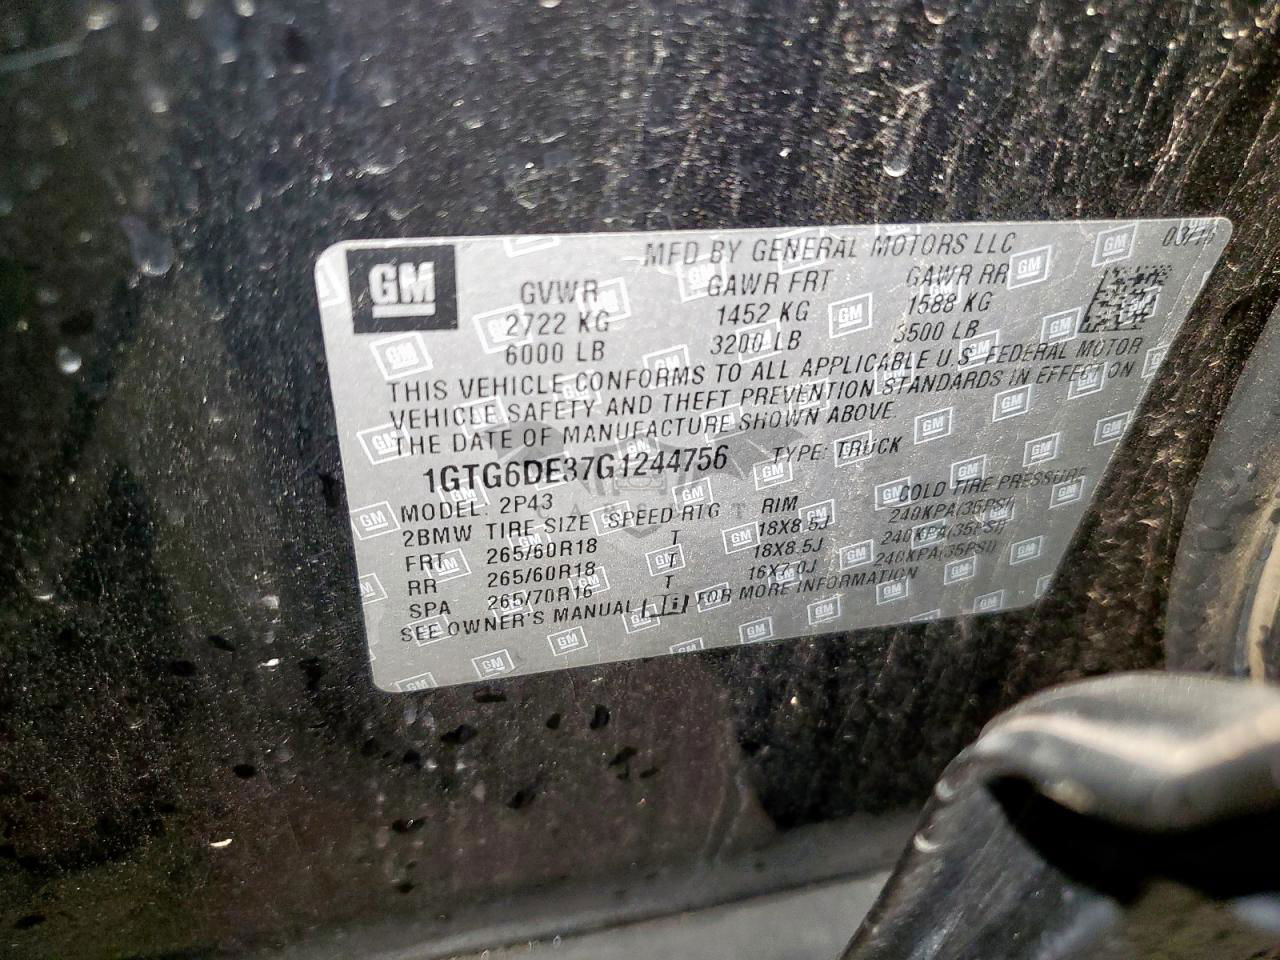 GM
MFD BY GENERAL MOTORS LLC
GVWR GAWR FRT GAWR RR
2722 KG 1452 KG 1588 KG
6000 LB 3200 LB 3500 LB
THIS VEHICLE CONFORMS TO ALL APPLICABLE U.S. FEDERAL MOTOR
VEHICLE SAFETY AND THEFT PREVENTION STANDARDS IN EFFECT ON
THE DATE OF MANUFACTURE SHOWN ABOVE.
1GTG6DE37G1244756 TYPE: TRUCK
MODEL: 2P43
2BMW TIRE SIZE SPEED RTG RIM COLD TIRE PRESSURE
FRT 265/60R18 T 18X8.5J 240KPA(35PSI)
RR 265/60R18 T 18X8.5J 240KPA(35PSI)
SPA 265/70R16 T 16X7.0J 240KPA(35PSI)
SEE OWNER'S MANUAL FOR MORE INFORMATION